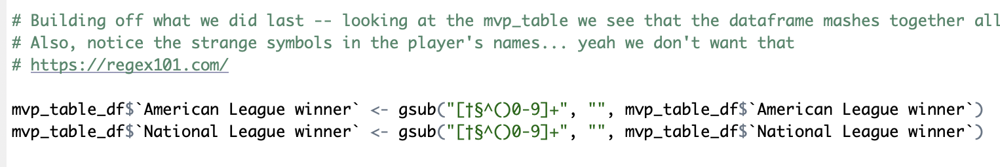 # Building off what we did last -- looking at the mvp_table we see that the dataframe mashes together all
# Also, notice the strange symbols in the player's names... yeah we don't want that
# https://regex101.com/
mvp_table_df$`American League winner` <- gsub("[†§^()0-9]+", "", mvp_table_df$`American League winner`)
mvp_table_df$`National League winner` <- gsub("[†§^()0-9]+", "", mvp_table_df$`National League winner`)